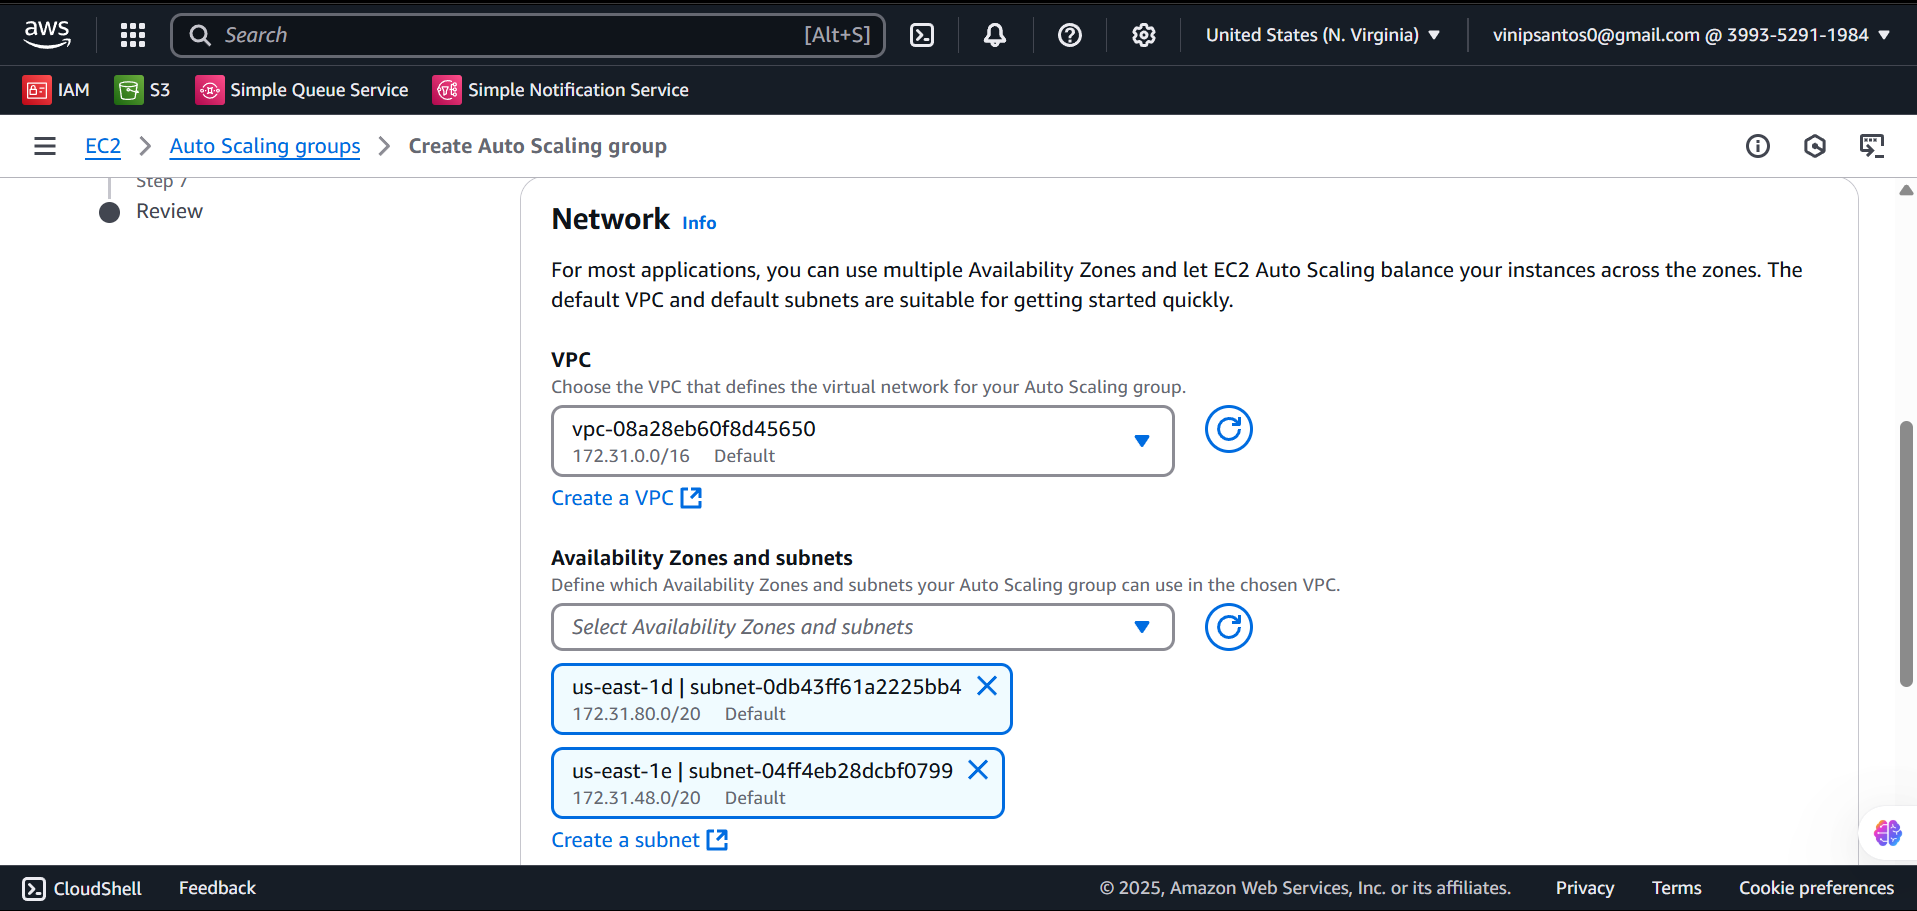 aws
Search
[Alt+S]
United States (N. Virginia)
vinipsantos0@gmail.com @ 3993-5291-1984
IAM
S3
Simple Queue Service
Simple Notification Service
EC2
Auto Scaling groups
Create Auto Scaling group
Step 7
Review
Network Info
For most applications, you can use multiple Availability Zones and let EC2 Auto Scaling balance your instances across the zones. The
default VPC and default subnets are suitable for getting started quickly.
VPC
Choose the VPC that defines the virtual network for your Auto Scaling group.
vpc-08a28eb60f8d45650
172.31.0.0/16 Default
Create a VPC
Availability Zones and subnets
Define which Availability Zones and subnets your Auto Scaling group can use in the chosen VPC.
Select Availability Zones and subnets
us-east-1d | subnet-0db43ff61a2225bb4
172.31.80.0/20 Default
us-east-1e | subnet-04ff4eb28dcbf0799
172.31.48.0/20 Default
Create a subnet
CloudShell
Feedback
© 2025, Amazon Web Services, Inc. or its affiliates.
Privacy
Terms
Cookie preferences